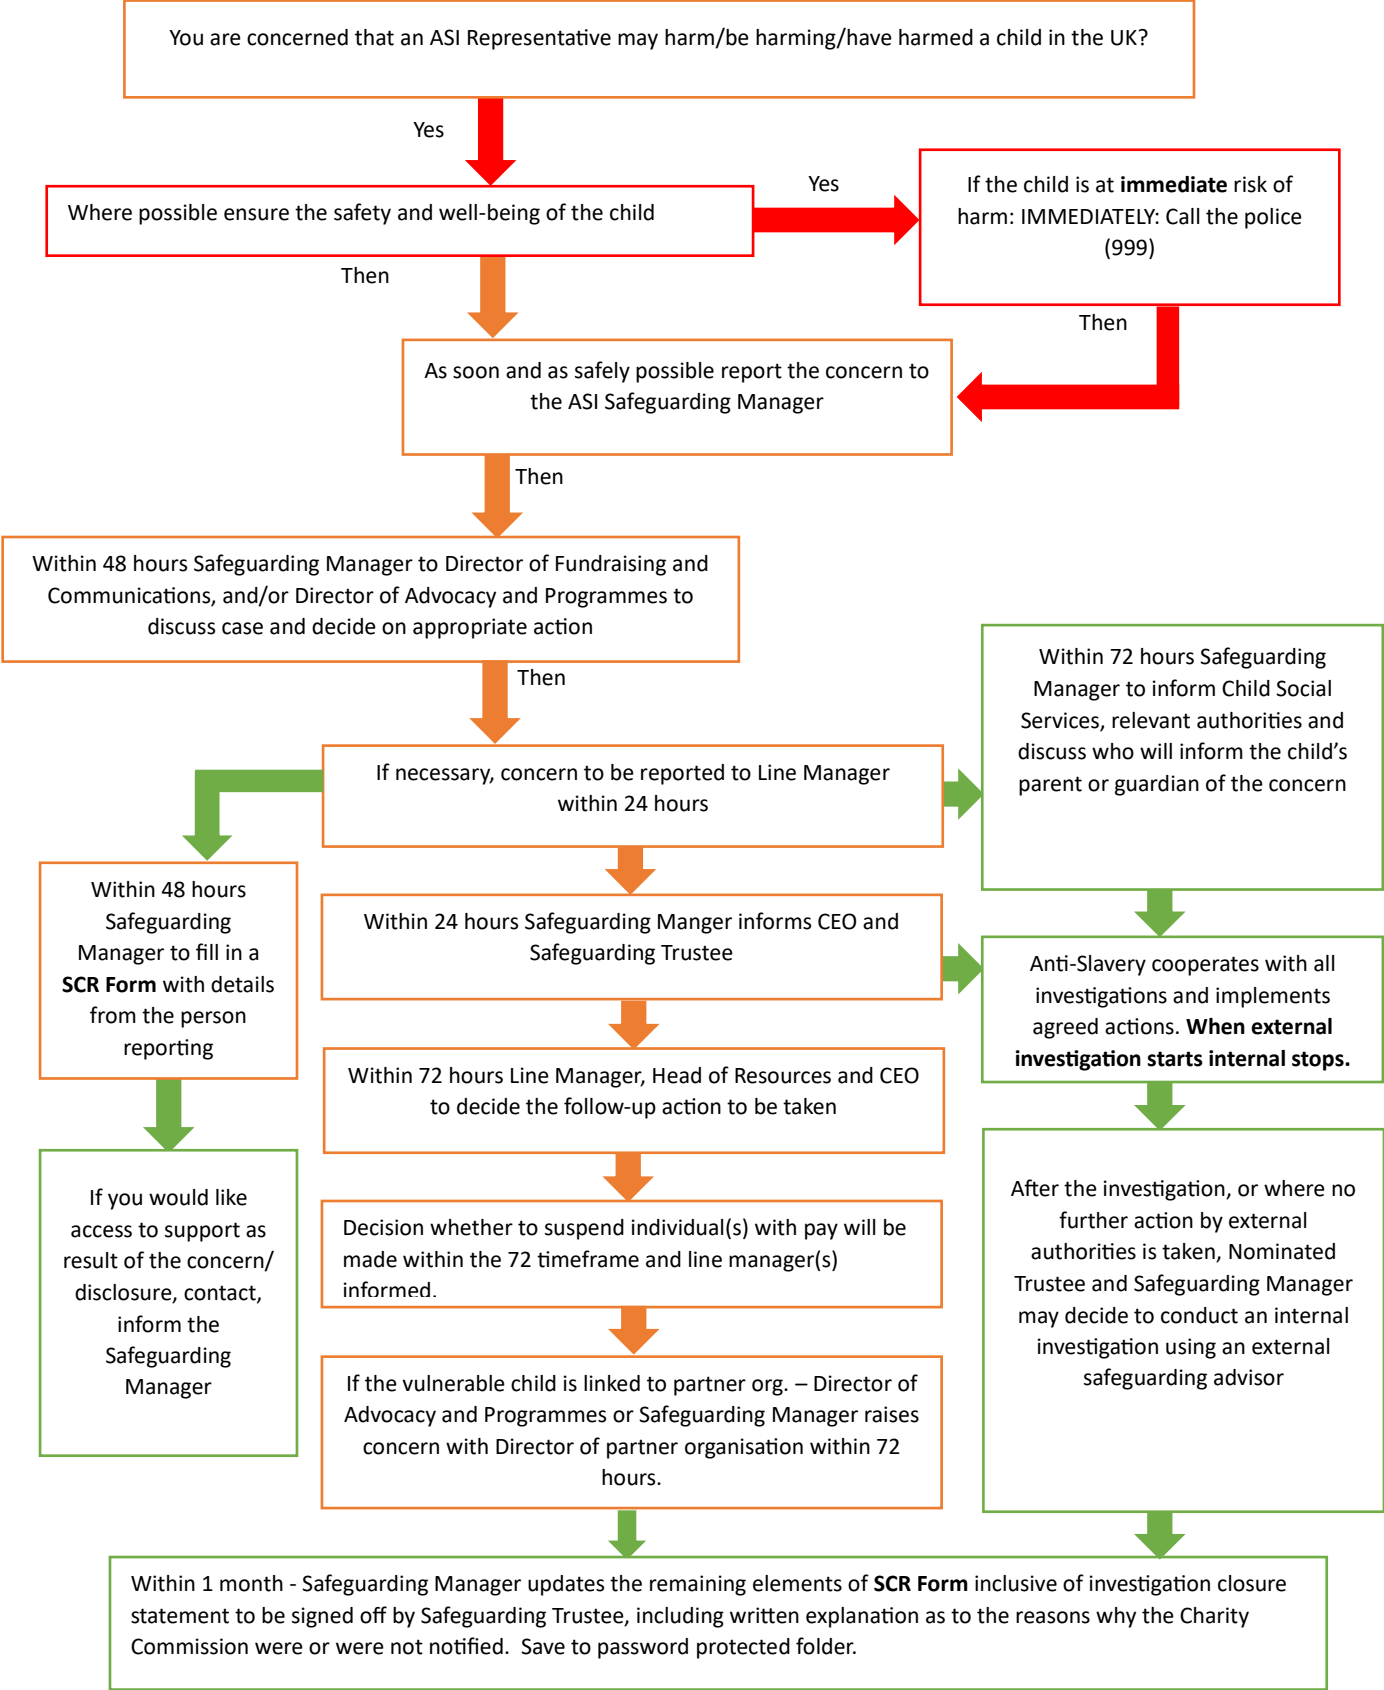 You are concerned that an ASI Representative may harm/be harming/have harmed a child in the UK?
Yes
Where possible ensure the safety and well-being of the child
Yes
If the child is at immediate risk of
harm: IMMEDIATELY: Call the police
(999)
Then
Then
As soon and as safely possible report the concern to
the ASI Safeguarding Manager
Then
Within 48 hours Safeguarding Manager to Director of Fundraising and
Communications, and/or Director of Advocacy and Programmes to
discuss case and decide on appropriate action
Then
If necessary, concern to be reported to Line Manager
within 24 hours
Within 72 hours Safeguarding
Manager to inform Child Social
Services, relevant authorities and
discuss who will inform the child’s
parent or guardian of the concern
Within 48 hours
Safeguarding
Manager to fill in a
SCR Form with details
from the person
reporting
Within 24 hours Safeguarding Manger informs CEO and
Safeguarding Trustee
Anti-Slavery cooperates with all
investigations and implements
agreed actions. When external
investigation starts internal stops.
Within 72 hours Line Manager, Head of Resources and CEO
to decide the follow-up action to be taken
If you would like
access to support as
result of the concern/
disclosure, contact,
inform the
Safeguarding
Manager
Decision whether to suspend individual(s) with pay will be
made within the 72 timeframe and line manager(s)
informed.
After the investigation, or where no
further action by external
authorities is taken, Nominated
Trustee and Safeguarding Manager
may decide to conduct an internal
investigation using an external
safeguarding advisor
If the vulnerable child is linked to partner org. – Director of
Advocacy and Programmes or Safeguarding Manager raises
concern with Director of partner organisation within 72
hours.
Within 1 month - Safeguarding Manager updates the remaining elements of SCR Form inclusive of investigation closure
statement to be signed off by Safeguarding Trustee, including written explanation as to the reasons why the Charity
Commission were or were not notified.  Save to password protected folder.